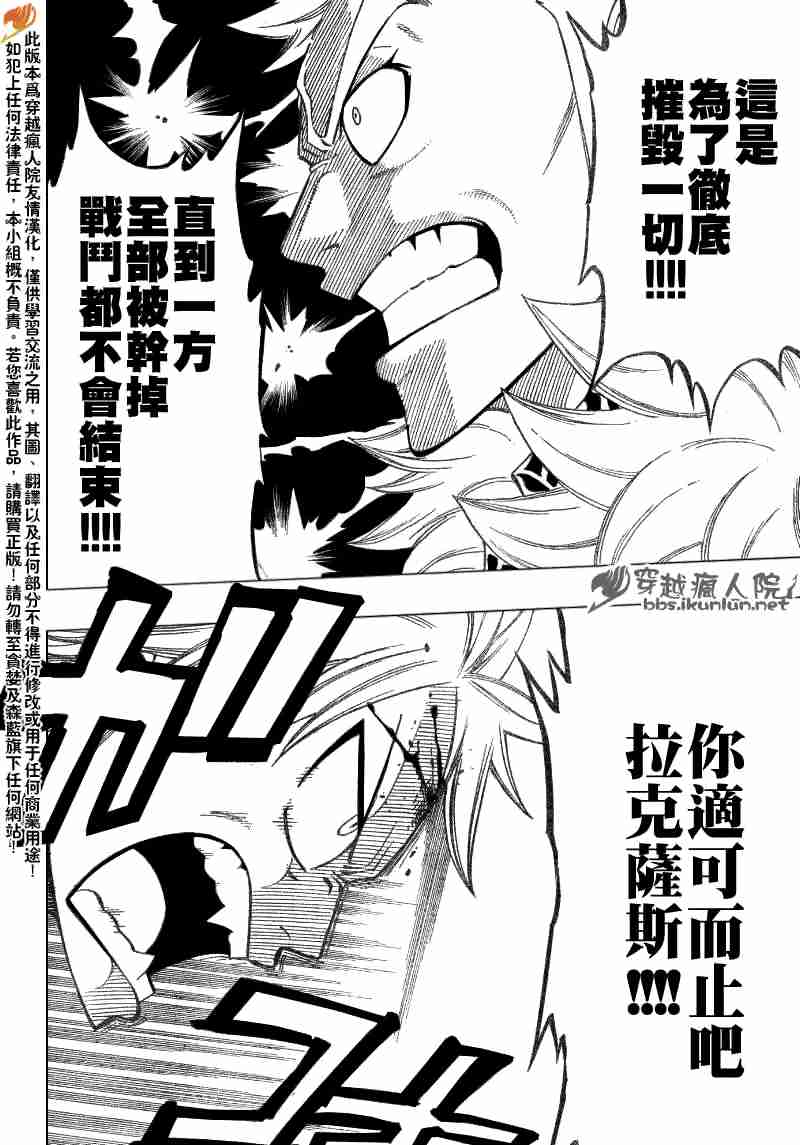 這是
為了徹底
摧毀一切!!!!
直到一方
全部被幹掉
戰鬥都不會結束!!!!
穿越瘋人院
bbs.ikunlun.net
你適可而止吧
拉克薩斯!!!!
ガ
此版本爲穿越瘋人院友情漢化，僅供學習交流之用，其圖、翻譯以及任何部分不得進行修改或用于任何商業用途！
如犯上任何法律責任，本小組概不負責。若您喜歡此作品，請購買正版！請勿轉至貪婪及森藍旗下任何網站！